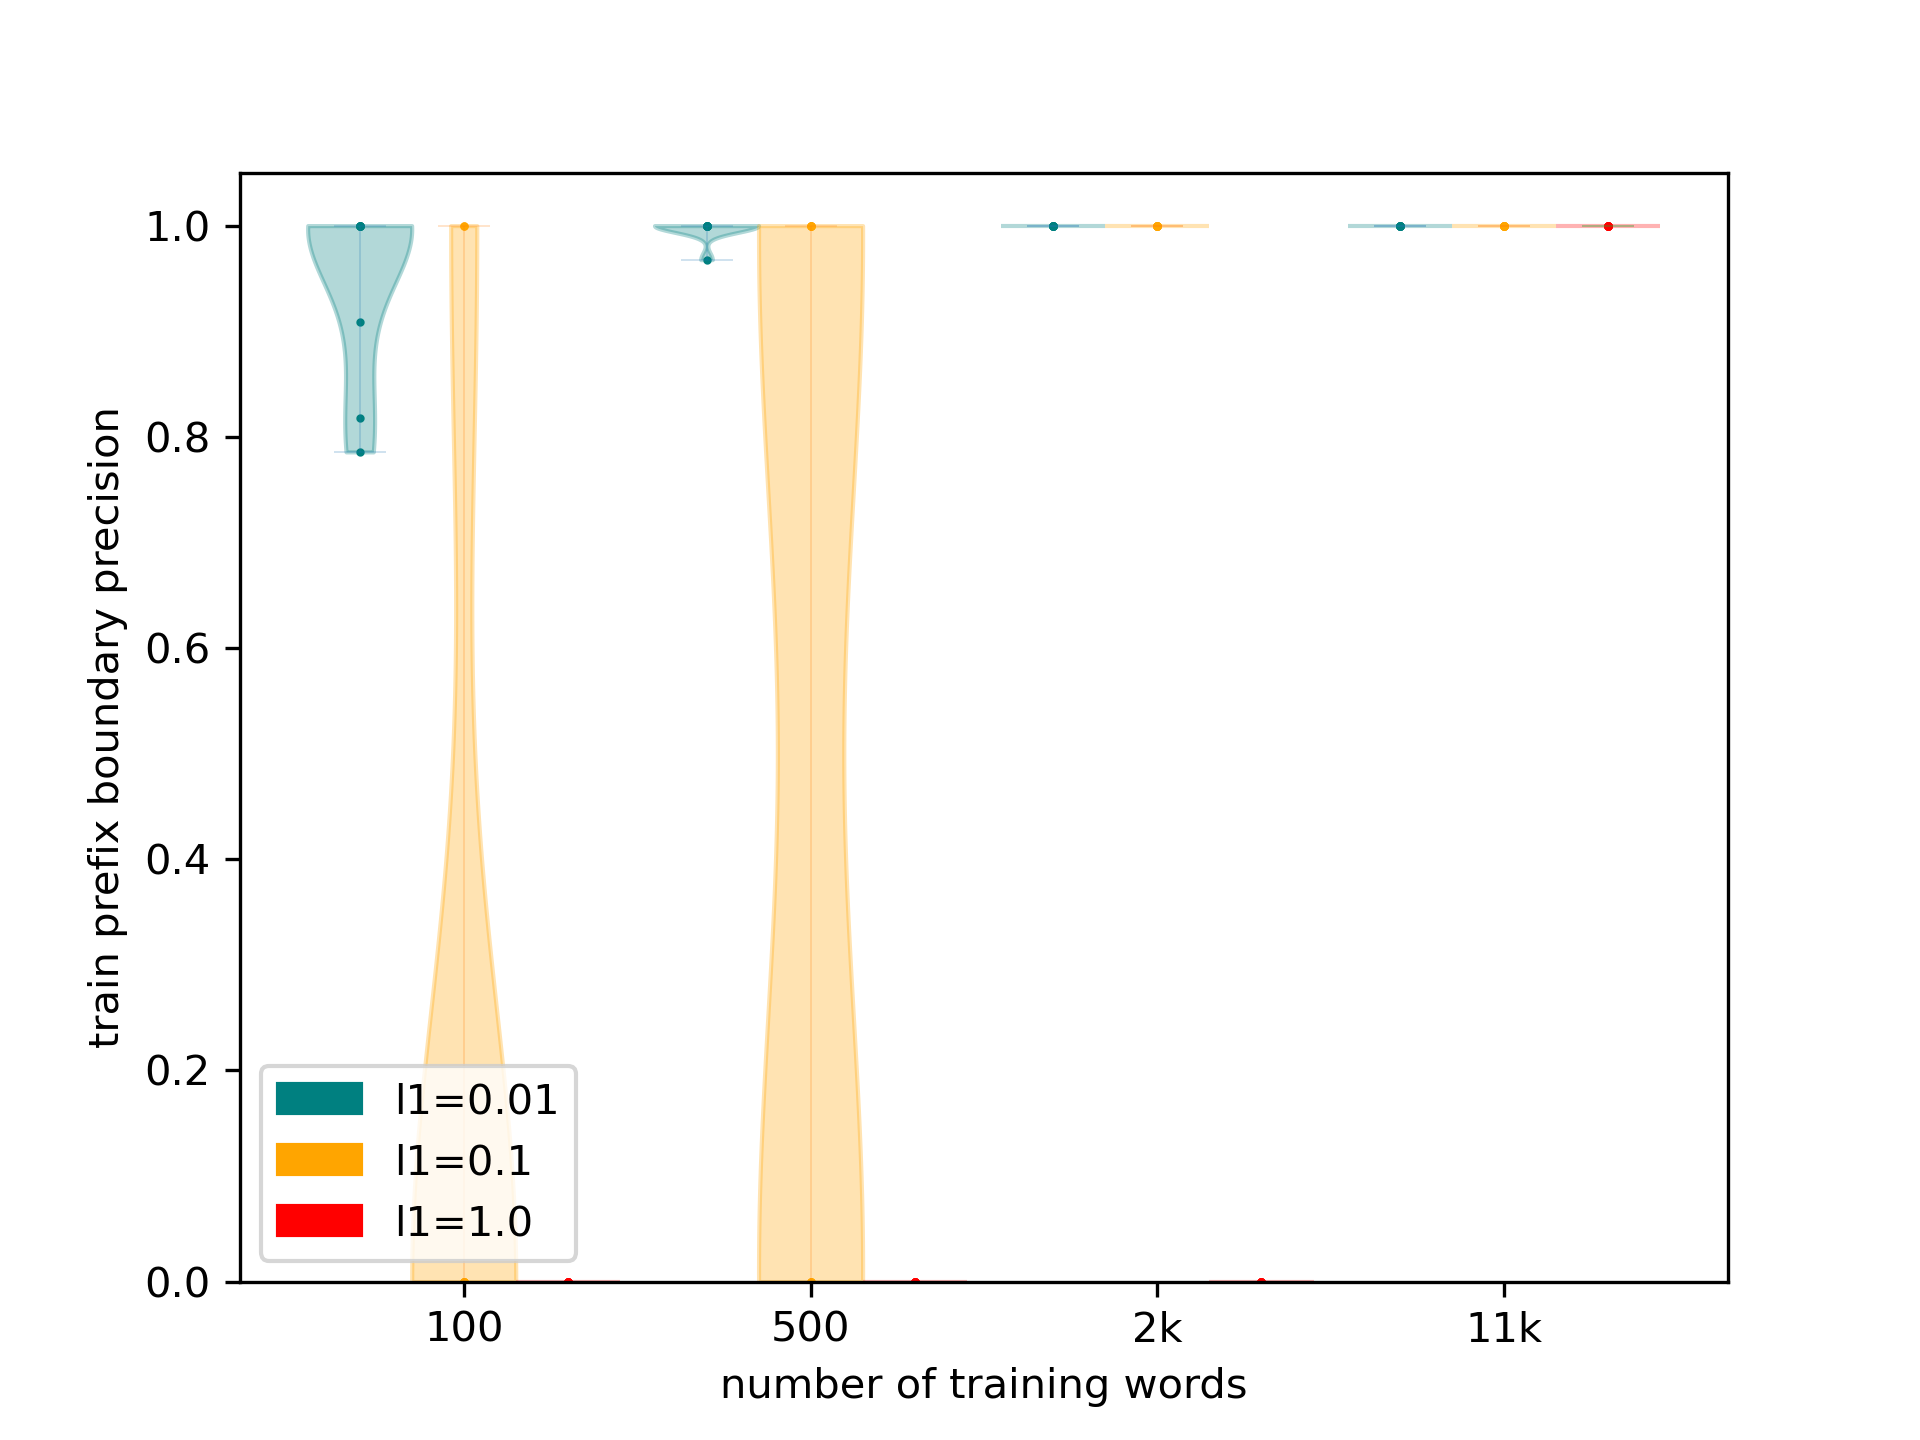 1.0
0.8
0.6
0.4
0.2
0.0
train prefix boundary precision
l1=0.01
l1=0.1
l1=1.0
100 500 2k 11k
number of training words